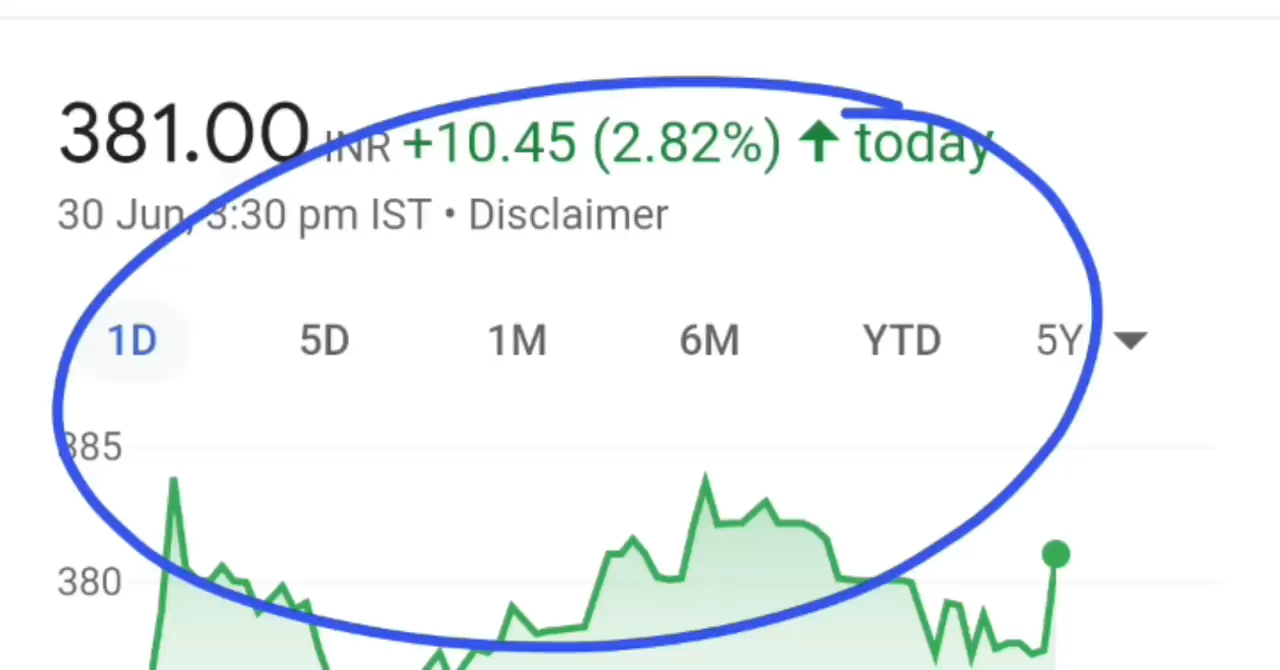 381.00 INR +10.45 (2.82%) ↑ today
30 Jun, 3:30 pm IST • Disclaimer
1D 5D 1M 6M YTD 5Y
385
380